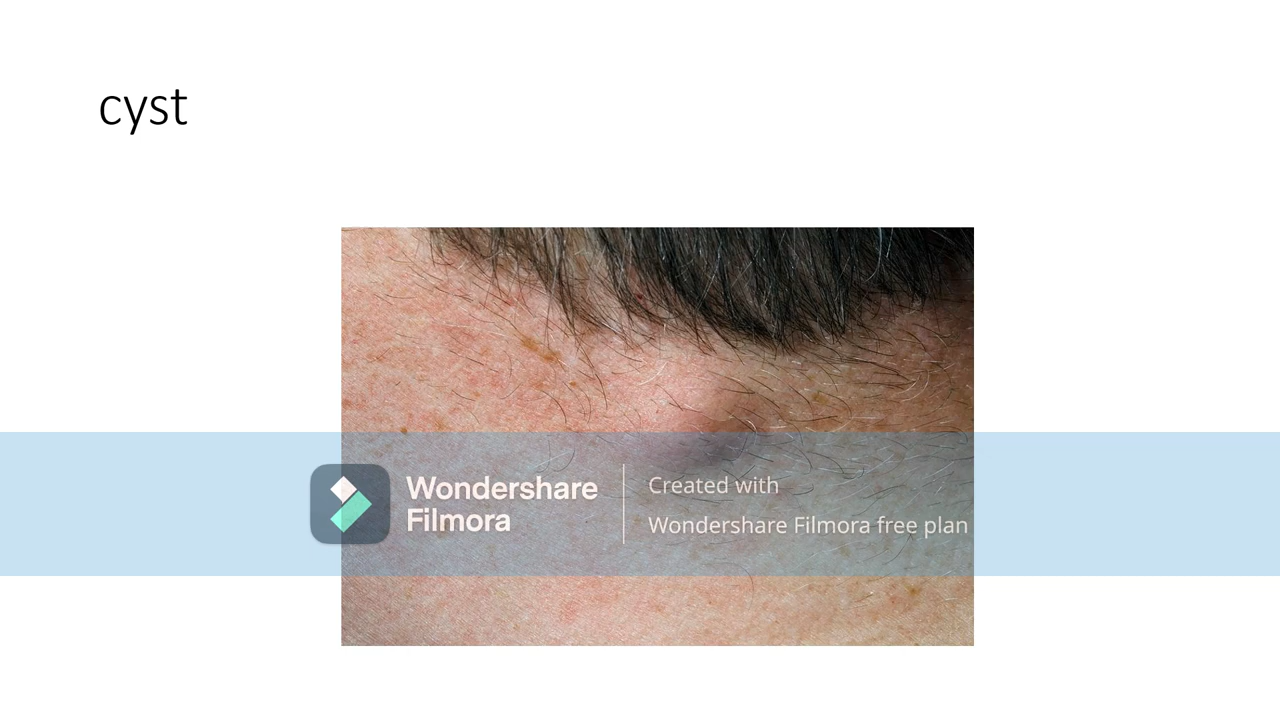 cyst
Wondershare
Filmora
Created with
Wondershare Filmora free plan